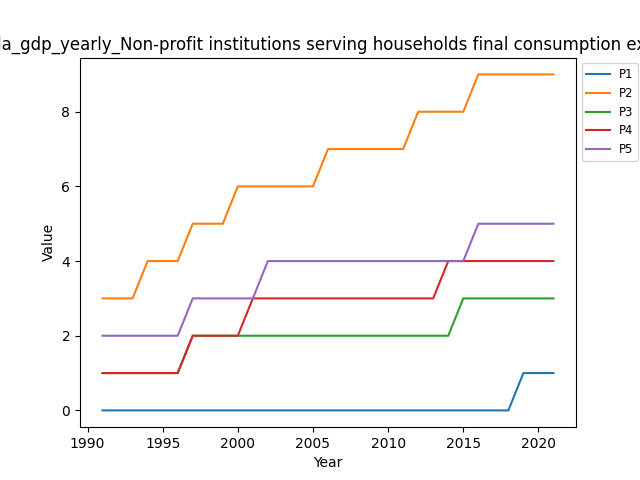 la_gdp_yearly_Non-profit institutions serving households final consumption ex
P1
P2
P3
P4
P5
8
6
4
2
0
Value
1990 1995 2000 2005 2010 2015 2020
Year